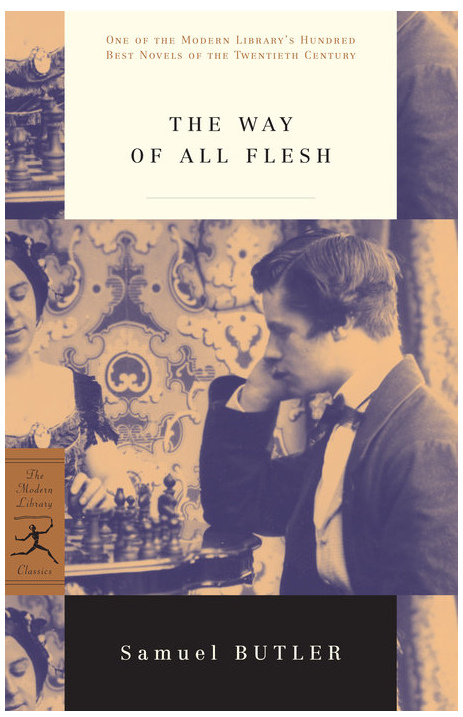 One of the Modern Library's Hundred
Best Novels of the Twentieth Century
THE WAY
OF ALL FLESH
The
Modern
Library
Classics
Samuel BUTLER